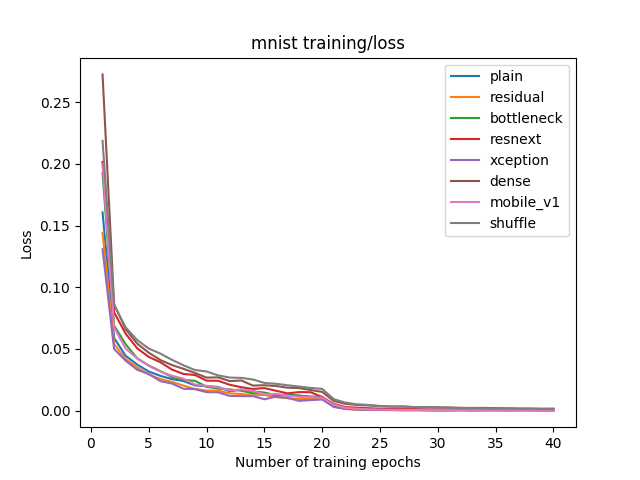 mnist training/loss
plain
residual
bottleneck
resnext
xception
dense
mobile_v1
shuffle
Loss
0.25
0.20
0.15
0.10
0.05
0.00
0 5 10 15 20 25 30 35 40
Number of training epochs